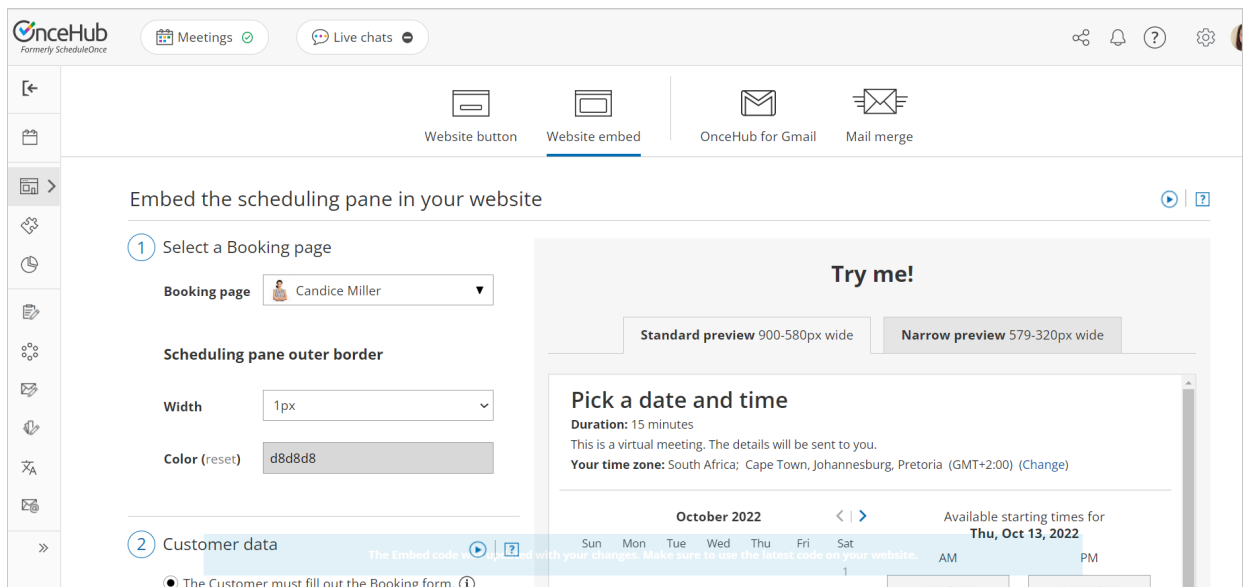 OnceHub
Formerly ScheduleOnce
Meetings
Live chats
Website button
Website embed
OnceHub for Gmail
Mail merge
Embed the scheduling pane in your website
1 Select a Booking page
Booking page
Candice Miller
Scheduling pane outer border
Width
1px
Color (reset)
d8d8d8
2 Customer data
The Customer must fill out the Booking form.
Try me!
Standard preview 900-580px wide
Narrow preview 579-320px wide
Pick a date and time
Duration: 15 minutes
This is a virtual meeting. The details will be sent to you.
Your time zone: South Africa; Cape Town, Johannesburg, Pretoria (GMT+2:00) (Change)
October 2022
Available starting times for
Thu, Oct 13, 2022
Sun Mon Tue Wed Thu Fri Sat
AM PM
1
The Embed code with your changes. Make sure to use the latest code on your website.